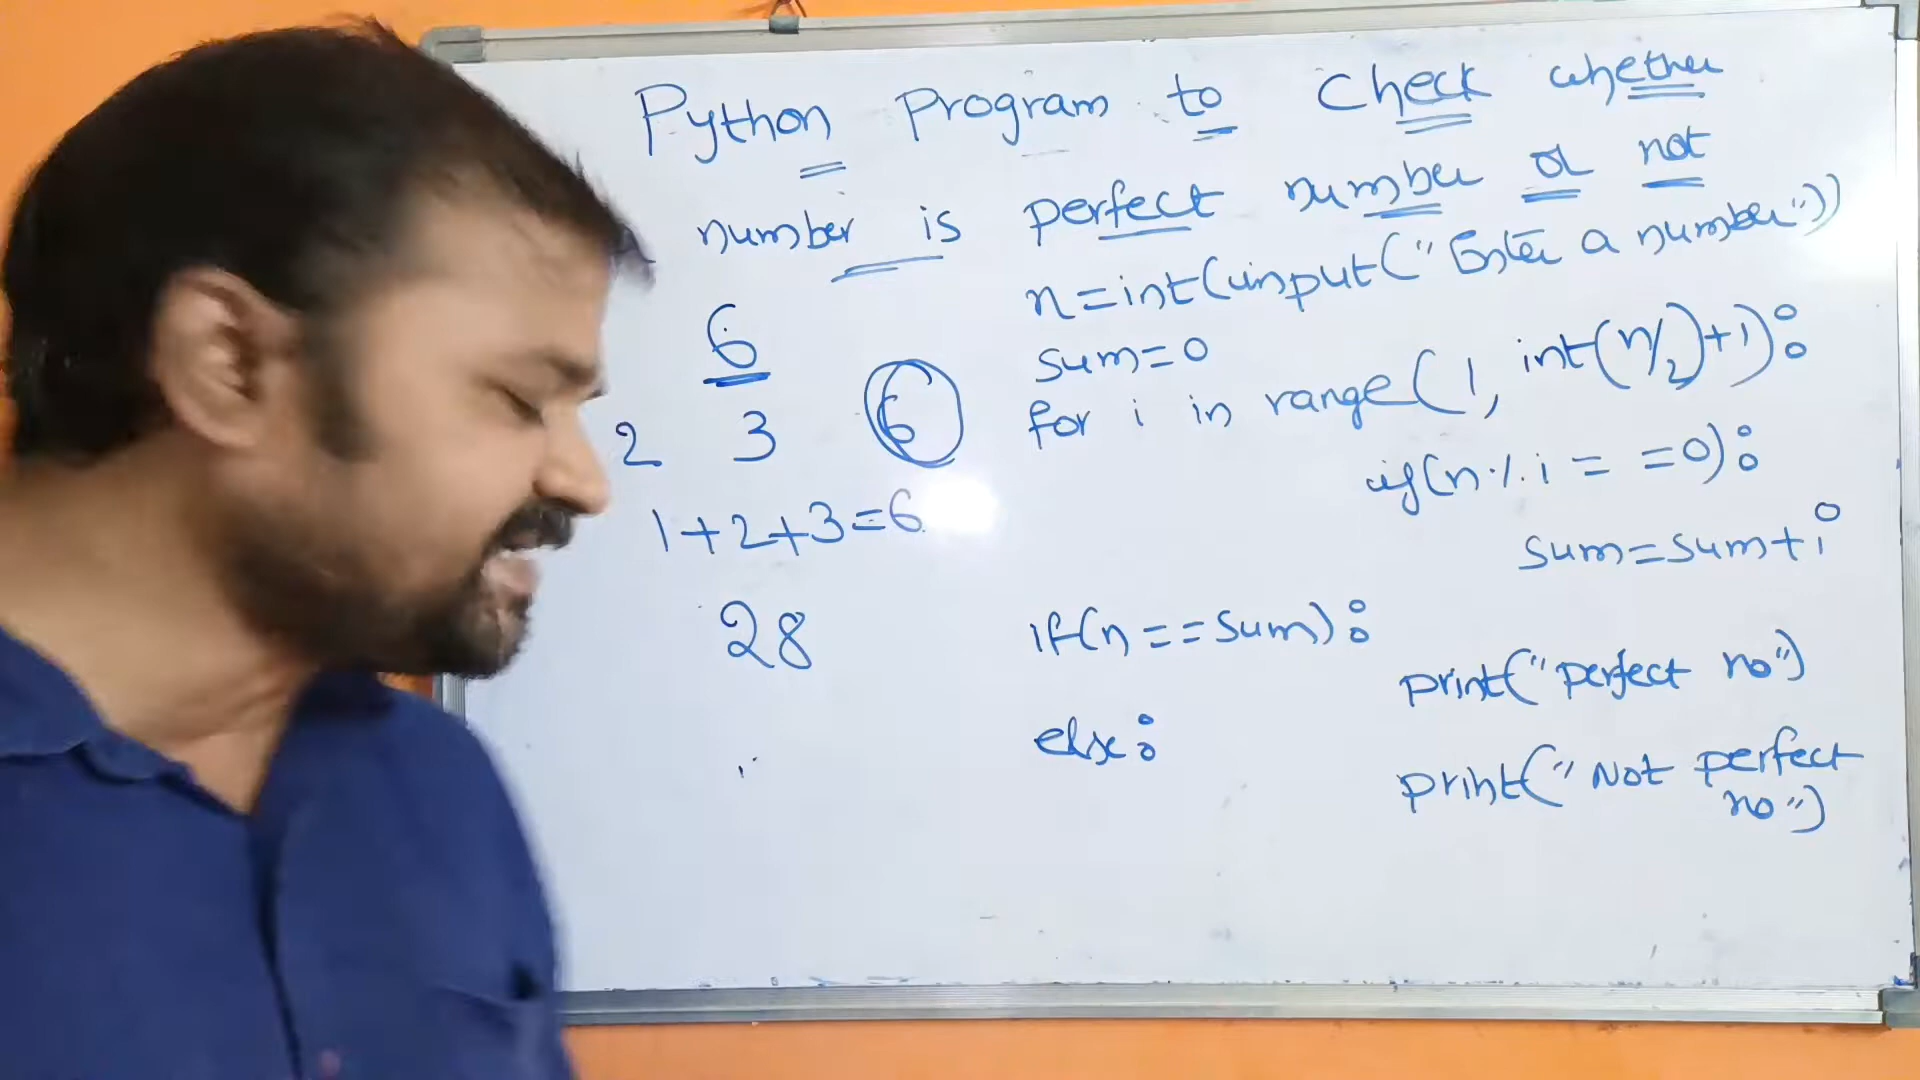 Python Program to Check whether
number is perfect number or not
6
2 3 6
1+2+3=6
28
n=int(input("Enter a number"))
sum=0
for i in range(1, int(n/2)+1):
if(n%i==0):
sum=sum+i
if(n==sum):
print("perfect no")
else:
print("Not perfect
no")